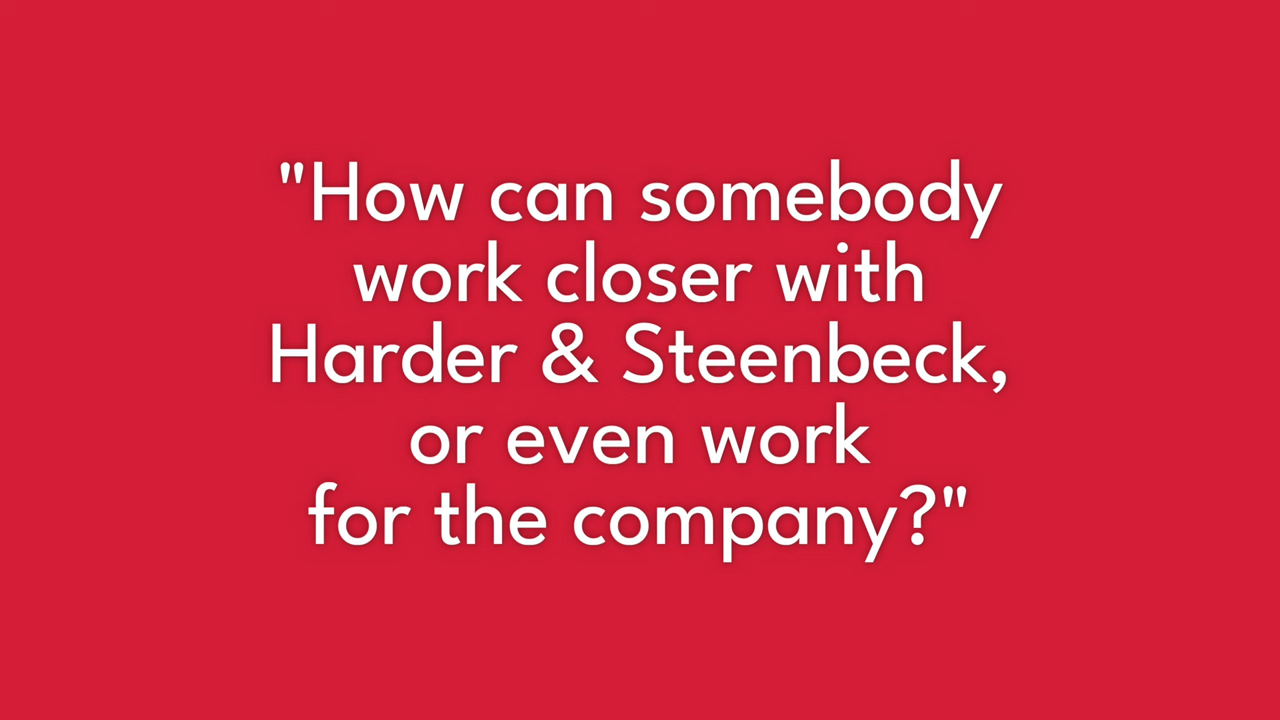 "How can somebody
work closer with
Harder & Steenbeck,
or even work
for the company?"